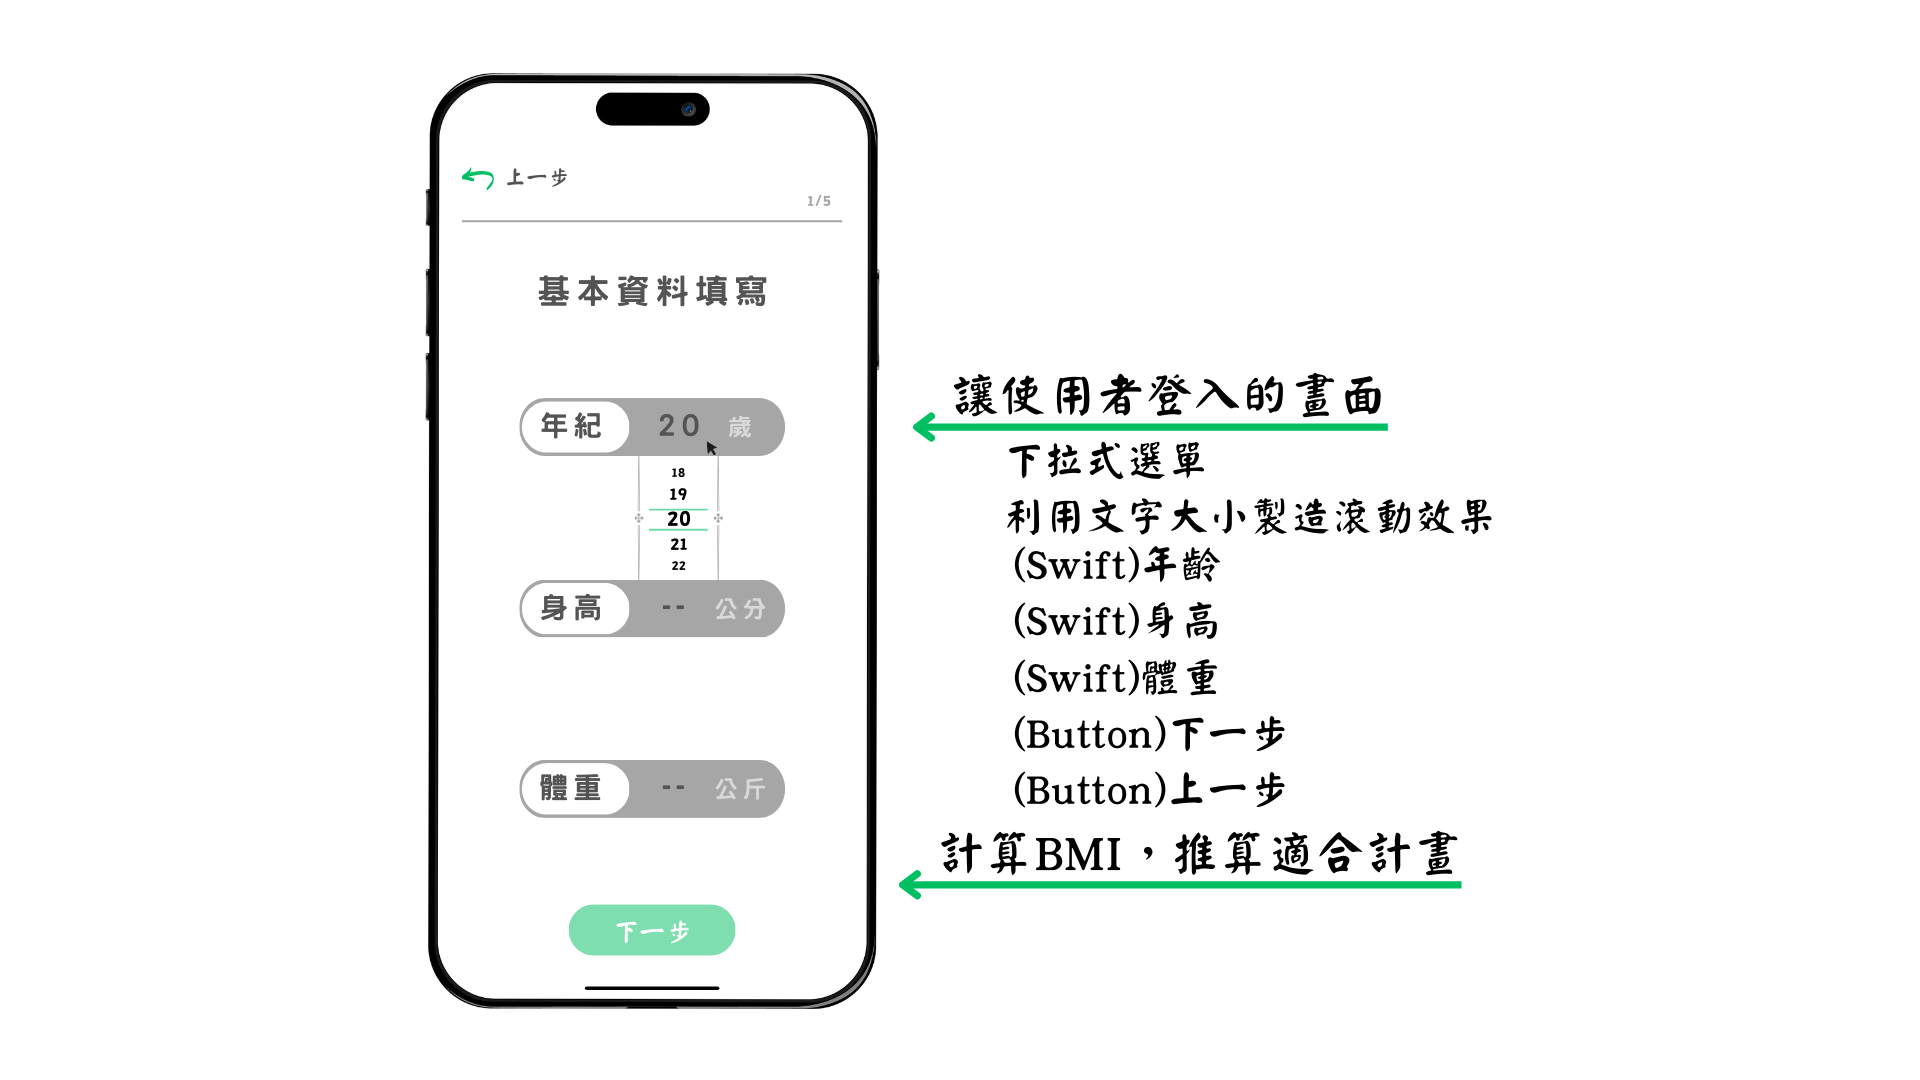 上一步
1/5
基本資料填寫
年紀 20 歲
18
19
20
21
22
身高 -- 公分
體重 -- 公斤
下一步
讓使用者登入的畫面
下拉式選單
利用文字大小製造滾動效果
(Swift)年齡
(Swift)身高
(Swift)體重
(Button)下一步
(Button)上一步
計算BMI，推算適合計畫